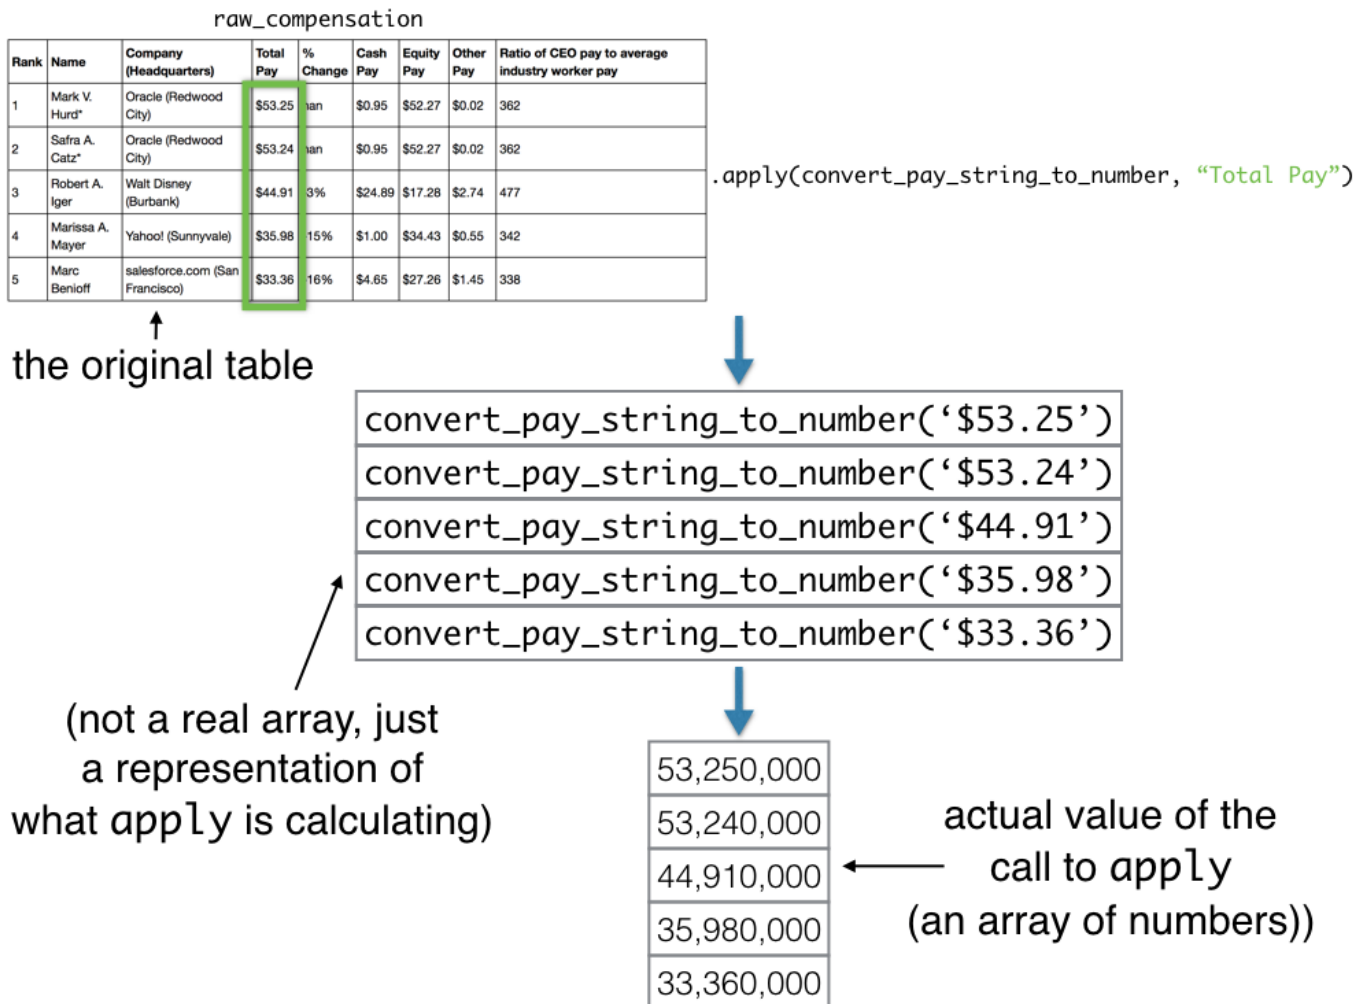 raw_compensation
Rank Name Company (Headquarters) Total Pay % Change Cash Pay Equity Pay Other Pay Ratio of CEO pay to average industry worker pay
1 Mark V. Hurd* Oracle (Redwood City) $53.25 nan $0.95 $52.27 $0.02 362
2 Safra A. Catz* Oracle (Redwood City) $53.24 nan $0.95 $52.27 $0.02 362
3 Robert A. Iger Walt Disney (Burbank) $44.91 3% $24.89 $17.28 $2.74 477
4 Marissa A. Mayer Yahoo! (Sunnyvale) $35.98 15% $1.00 $34.43 $0.55 342
5 Marc Benioff salesforce.com (San Francisco) $33.36 16% $4.65 $27.26 $1.45 338
.apply(convert_pay_string_to_number, “Total Pay”)
the original table
convert_pay_string_to_number(‘$53.25’)
convert_pay_string_to_number(‘$53.24’)
convert_pay_string_to_number(‘$44.91’)
convert_pay_string_to_number(‘$35.98’)
convert_pay_string_to_number(‘$33.36’)
(not a real array, just
a representation of
what apply is calculating)
53,250,000
53,240,000
44,910,000
35,980,000
33,360,000
actual value of the
call to apply
(an array of numbers))